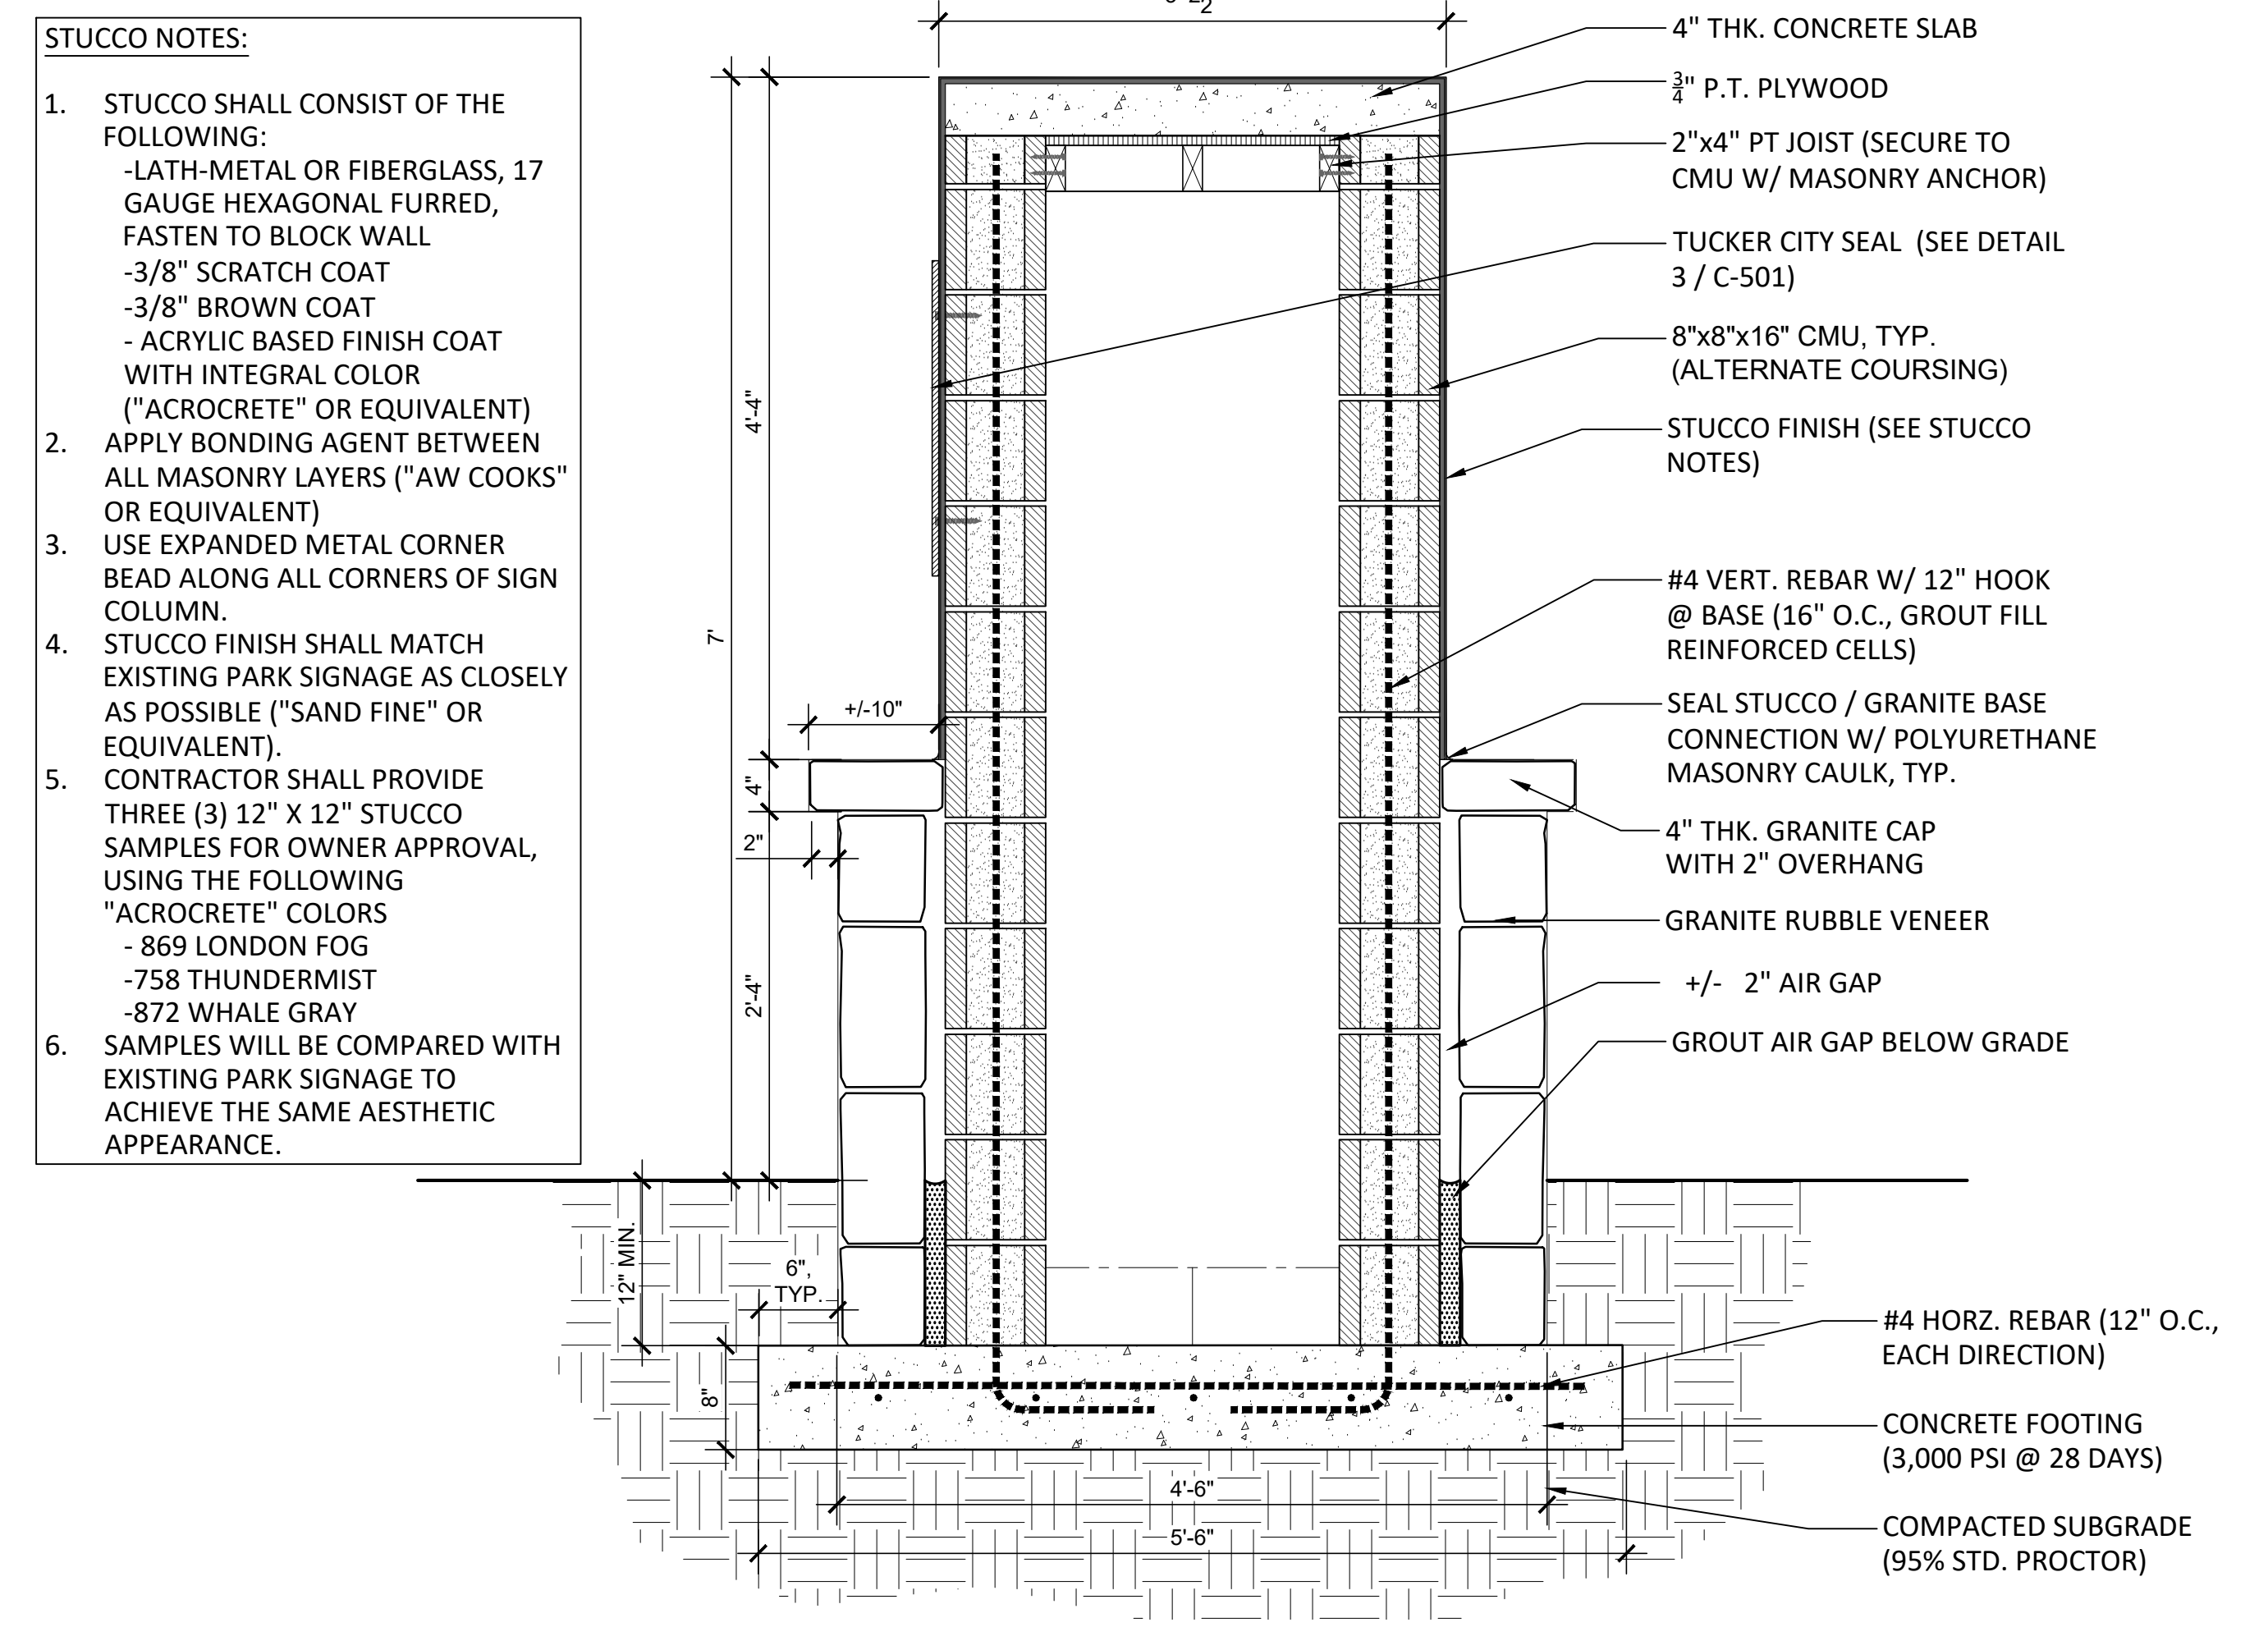 STUCCO NOTES:
1. STUCCO SHALL CONSIST OF THE
FOLLOWING:
-LATH-METAL OR FIBERGLASS, 17
GAUGE HEXAGONAL FURRED,
FASTEN TO BLOCK WALL
-3/8" SCRATCH COAT
-3/8" BROWN COAT
- ACRYLIC BASED FINISH COAT
WITH INTEGRAL COLOR
("ACROCRETE" OR EQUIVALENT)
2. APPLY BONDING AGENT BETWEEN
ALL MASONRY LAYERS ("AW COOKS"
OR EQUIVALENT)
3. USE EXPANDED METAL CORNER
BEAD ALONG ALL CORNERS OF SIGN
COLUMN.
4. STUCCO FINISH SHALL MATCH
EXISTING PARK SIGNAGE AS CLOSELY
AS POSSIBLE ("SAND FINE" OR
EQUIVALENT).
5. CONTRACTOR SHALL PROVIDE
THREE (3) 12" X 12" STUCCO
SAMPLES FOR OWNER APPROVAL,
USING THE FOLLOWING
"ACROCRETE" COLORS
- 869 LONDON FOG
-758 THUNDERMIST
-872 WHALE GRAY
6. SAMPLES WILL BE COMPARED WITH
EXISTING PARK SIGNAGE TO
ACHIEVE THE SAME AESTHETIC
APPEARANCE.
7'
4'-4"
+/-10"
4"
2"
2'-4"
12" MIN.
6",
TYP.
8"
4'-6"
5'-6"
4" THK. CONCRETE SLAB
3/4" P.T. PLYWOOD
2"x4" PT JOIST (SECURE TO
CMU W/ MASONRY ANCHOR)
TUCKER CITY SEAL (SEE DETAIL
3 / C-501)
8"x8"x16" CMU, TYP.
(ALTERNATE COURSING)
STUCCO FINISH (SEE STUCCO
NOTES)
#4 VERT. REBAR W/ 12" HOOK
@ BASE (16" O.C., GROUT FILL
REINFORCED CELLS)
SEAL STUCCO / GRANITE BASE
CONNECTION W/ POLYURETHANE
MASONRY CAULK, TYP.
4" THK. GRANITE CAP
WITH 2" OVERHANG
GRANITE RUBBLE VENEER
+/- 2" AIR GAP
GROUT AIR GAP BELOW GRADE
#4 HORZ. REBAR (12" O.C.,
EACH DIRECTION)
CONCRETE FOOTING
(3,000 PSI @ 28 DAYS)
COMPACTED SUBGRADE
(95% STD. PROCTOR)